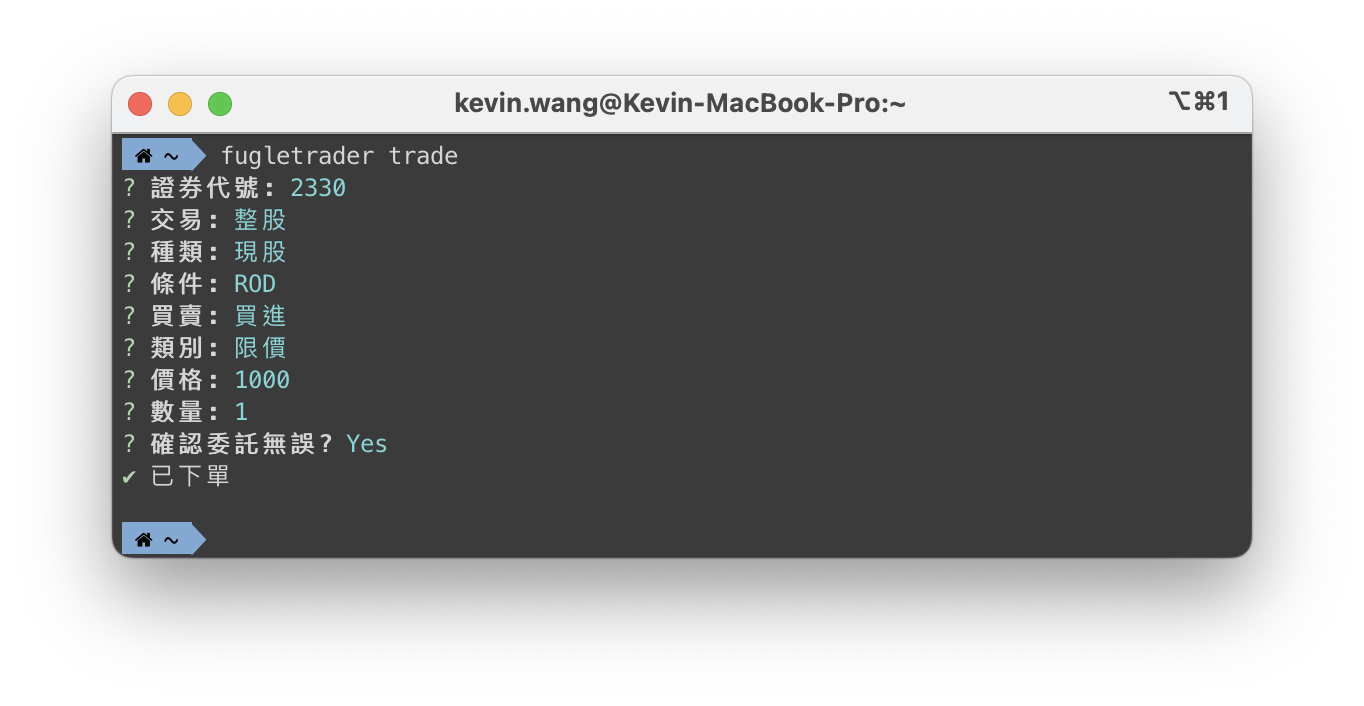 kevin.wang@Kevin-MacBook-Pro:~ ⌥⌘1
~ fugletrader trade
? 證券代號: 2330
? 交易: 整股
? 種類: 現股
? 條件: ROD
? 買賣: 買進
? 類別: 限價
? 價格: 1000
? 數量: 1
? 確認委託無誤? Yes
✔ 已下單
~